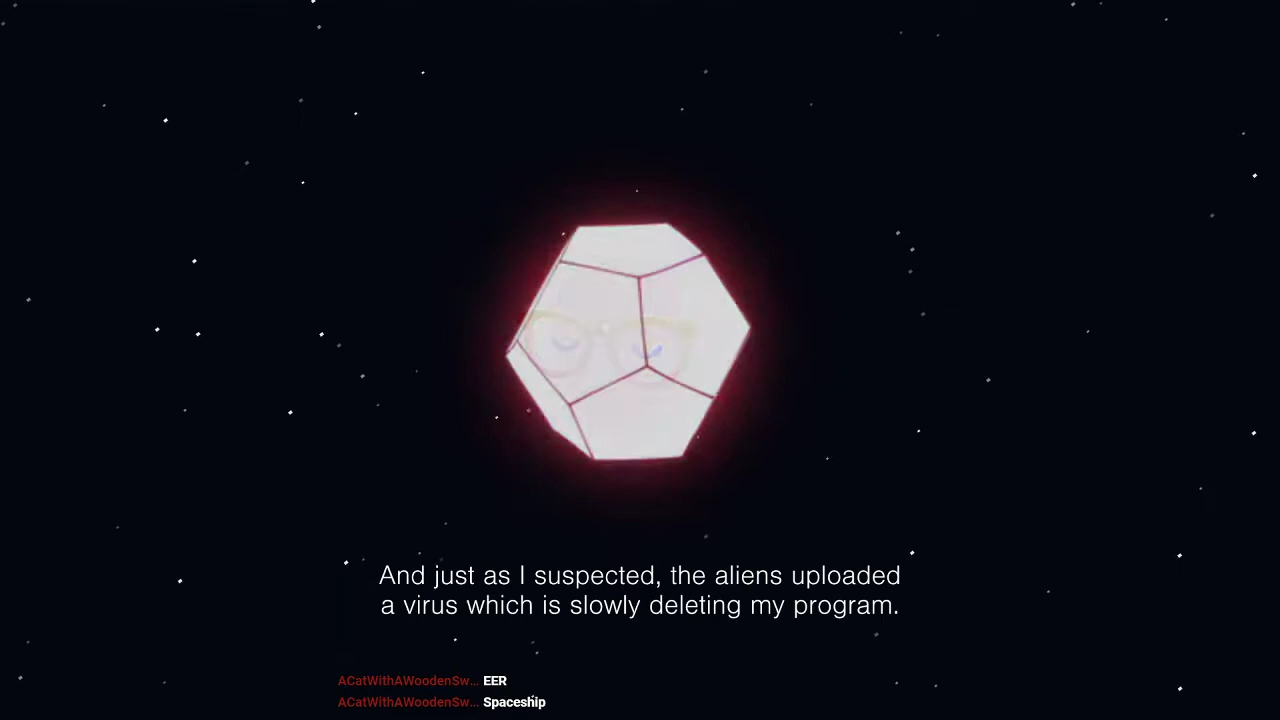 And just as I suspected, the aliens uploaded
a virus which is slowly deleting my program.
ACatWithAWoodenSw... EER
ACatWithAWoodenSw... Spaceship